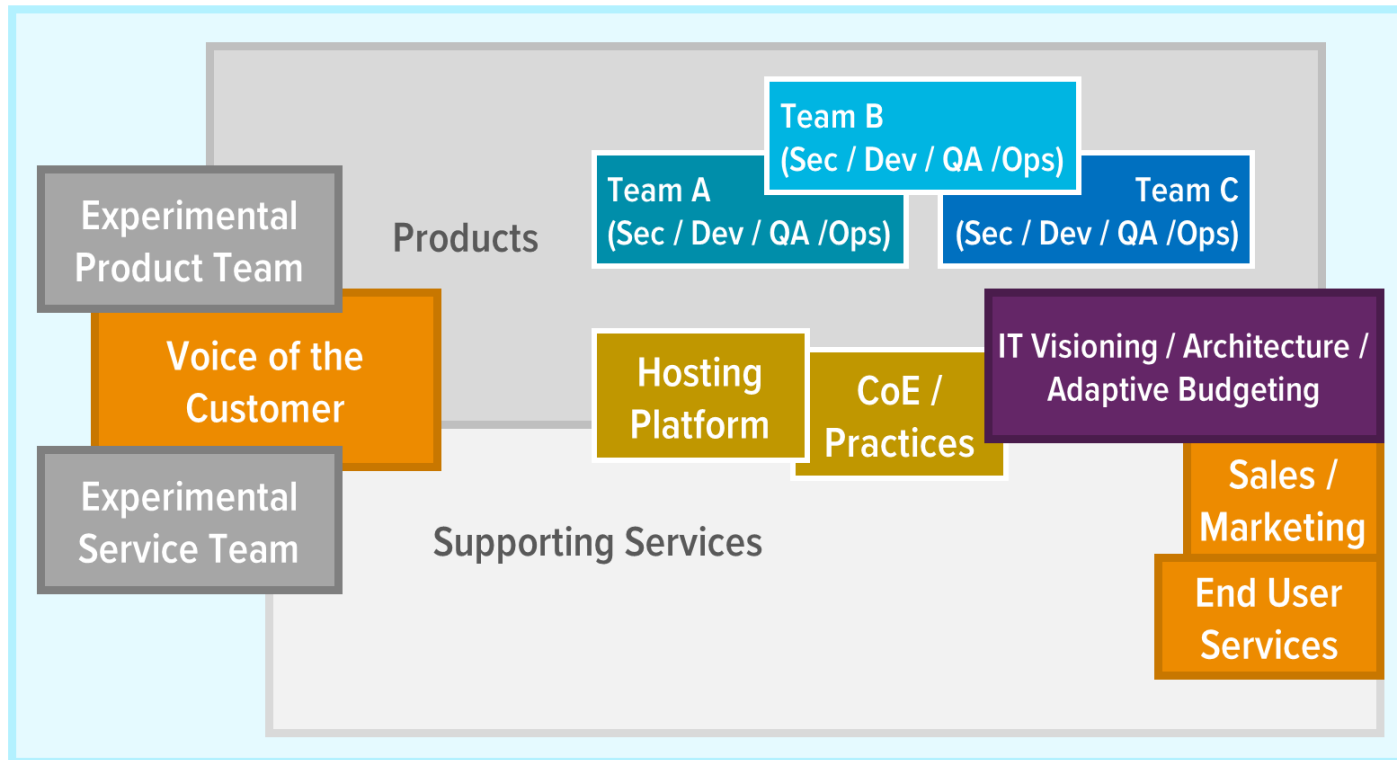 Team B
(Sec / Dev / QA /Ops)
Team A
(Sec / Dev / QA /Ops)
Team C
(Sec / Dev / QA /Ops)
Experimental
Product Team
Products
Voice of the
Customer
Hosting
Platform
CoE /
Practices
IT Visioning / Architecture /
Adaptive Budgeting
Experimental
Service Team
Supporting Services
Sales /
Marketing
End User
Services